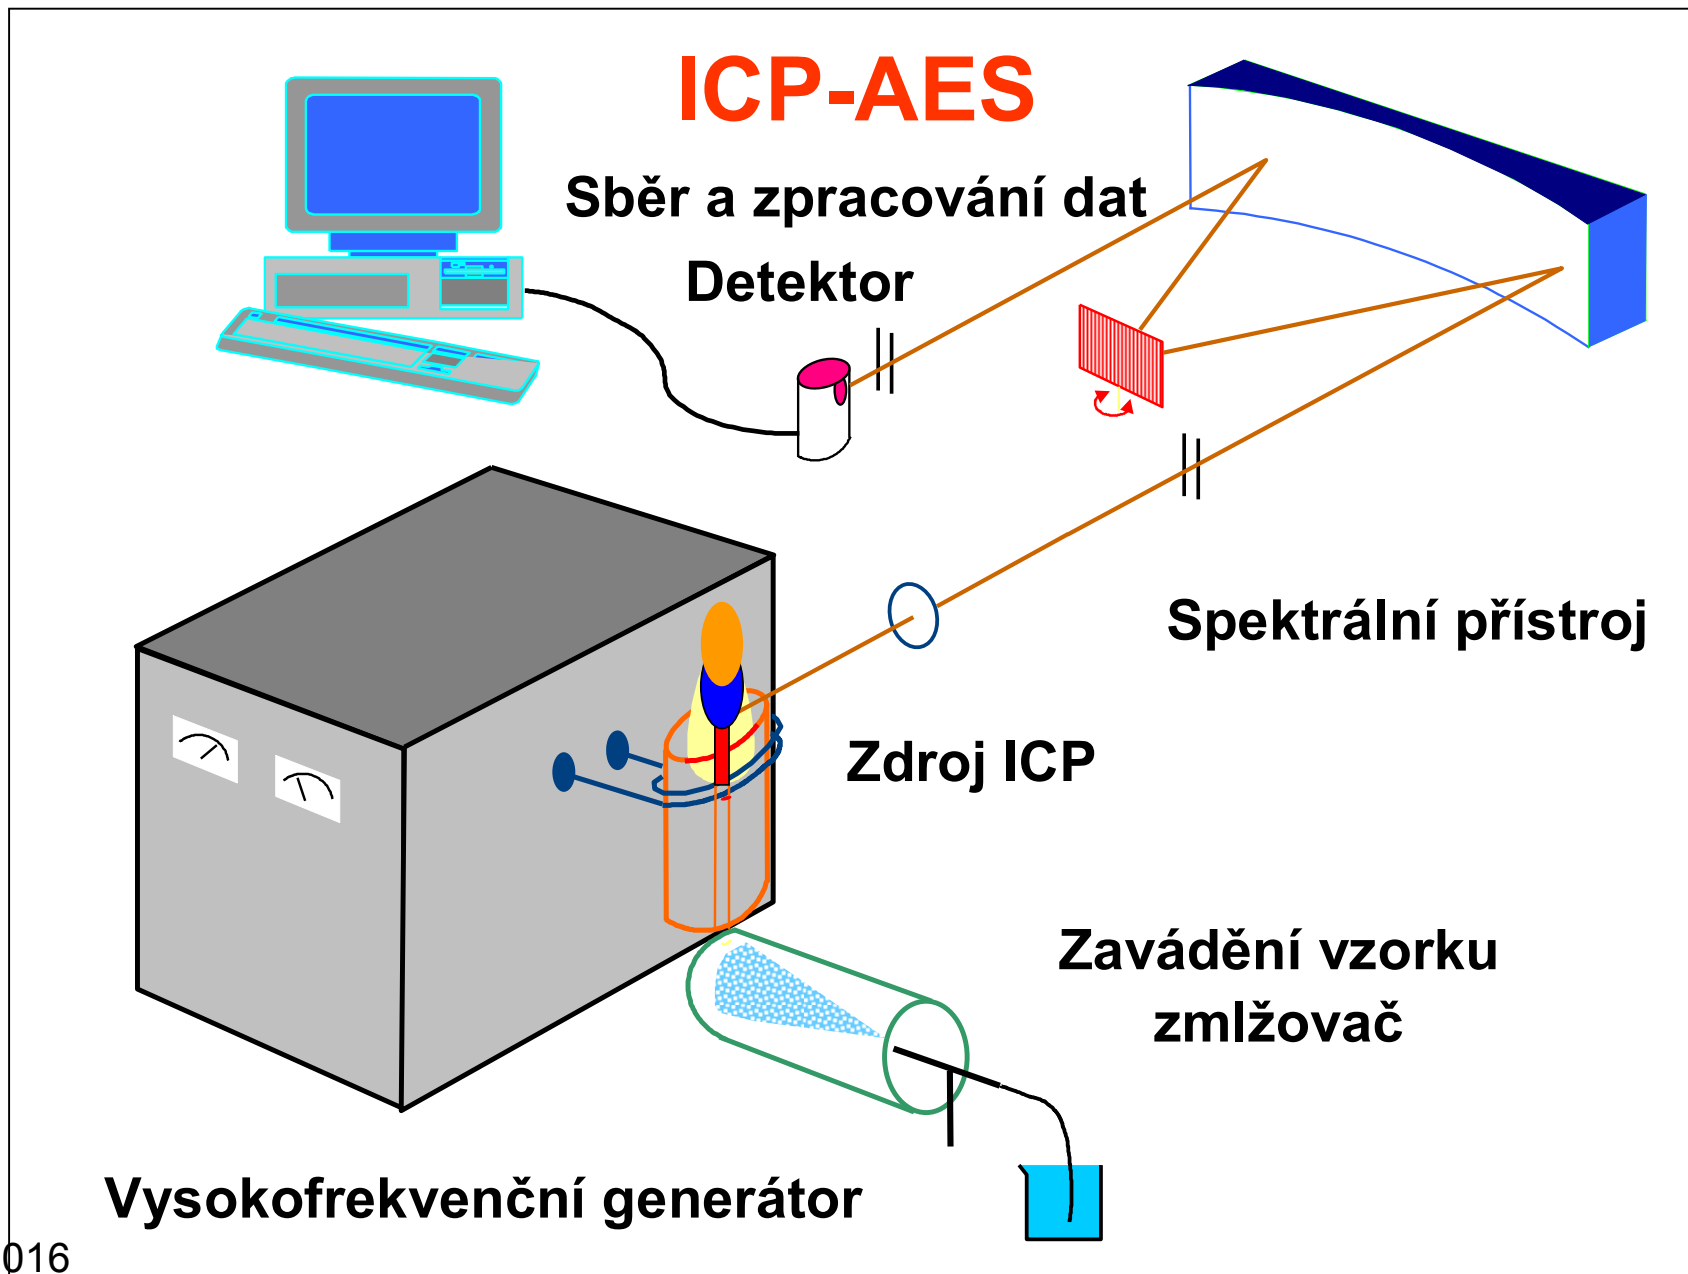 ICP-AES
Sběr a zpracování dat
Detektor
Spektrální přístroj
Zdroj ICP
Zavádění vzorku
zmlžovač
Vysokofrekvenční generátor
016